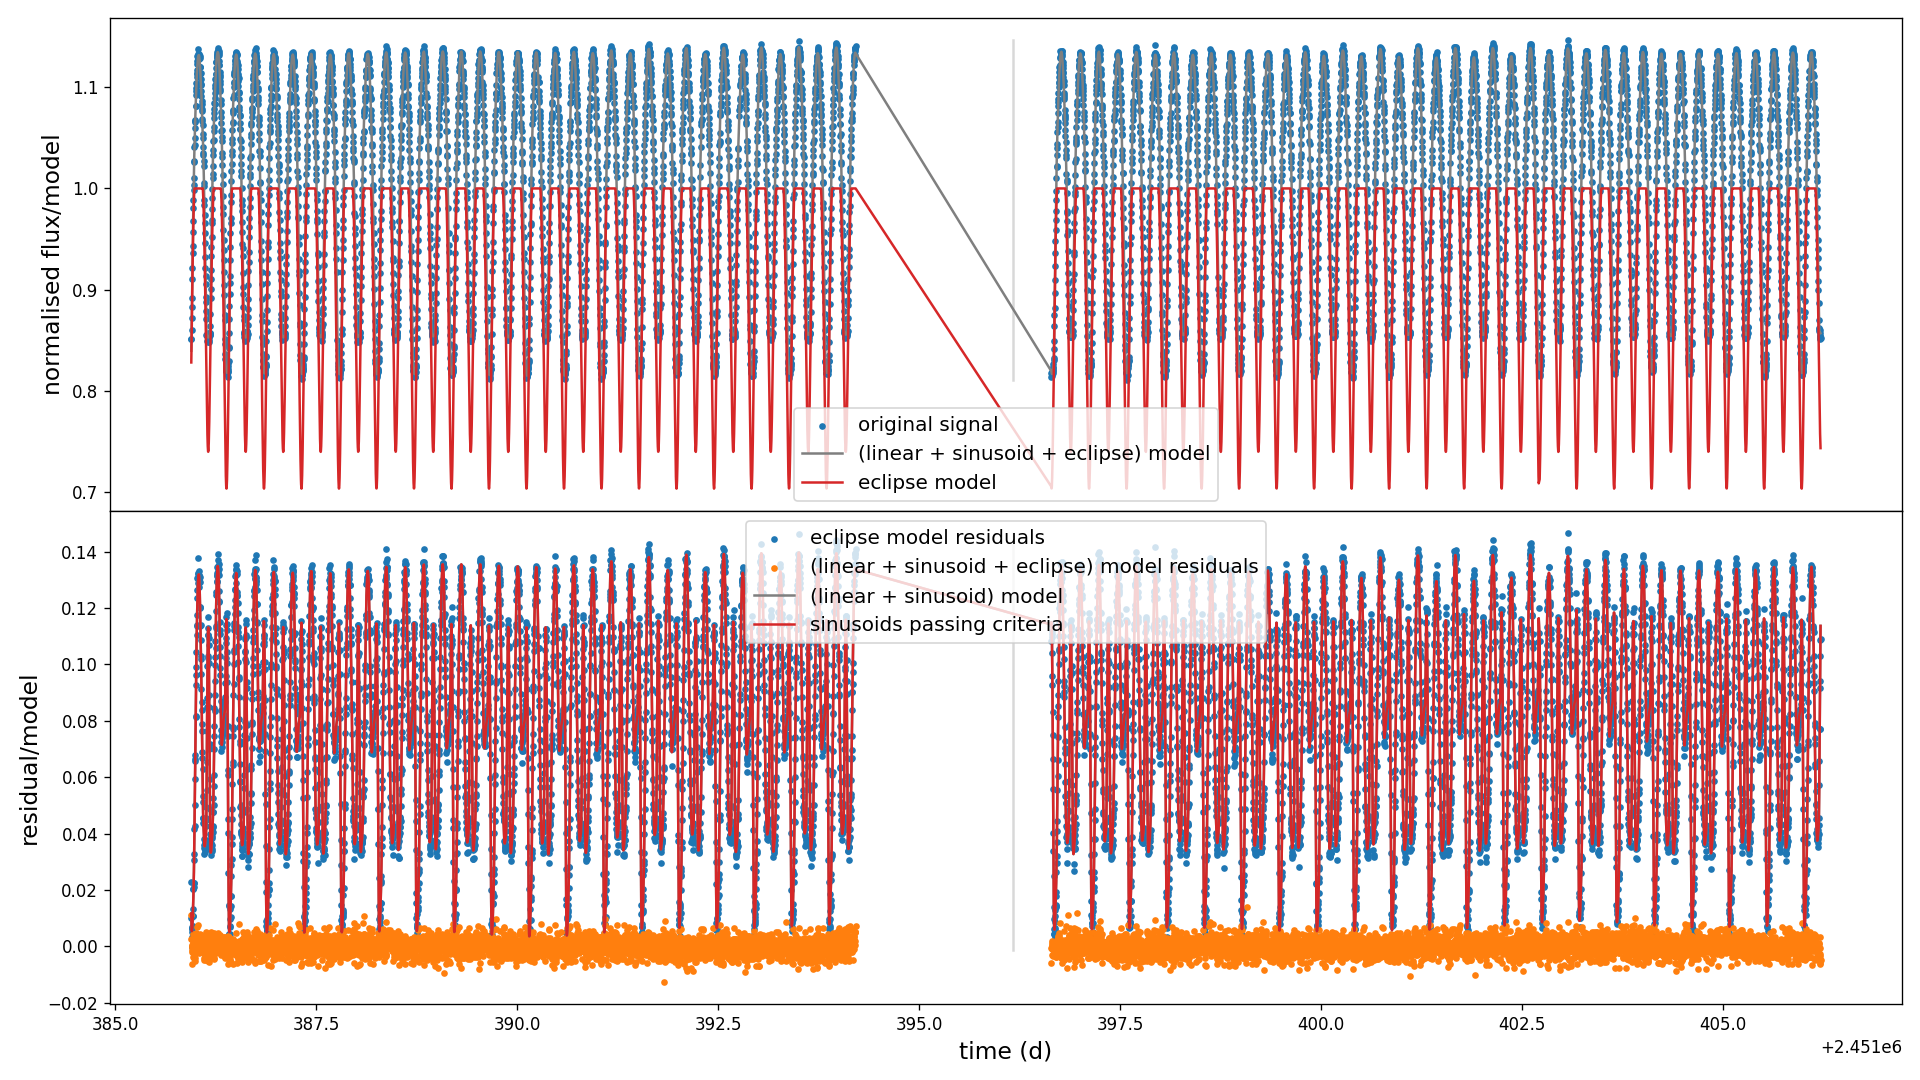 normalised flux/model
1.1
1.0
0.9
0.8
0.7
original signal
(linear + sinusoid + eclipse) model
eclipse model
residual/model
0.14
0.12
0.10
0.08
0.06
0.04
0.02
0.00
−0.02
eclipse model residuals
(linear + sinusoid + eclipse) model residuals
(linear + sinusoid) model
sinusoids passing criteria
385.0 387.5 390.0 392.5 395.0 397.5 400.0 402.5 405.0
time (d)
+2.451e6